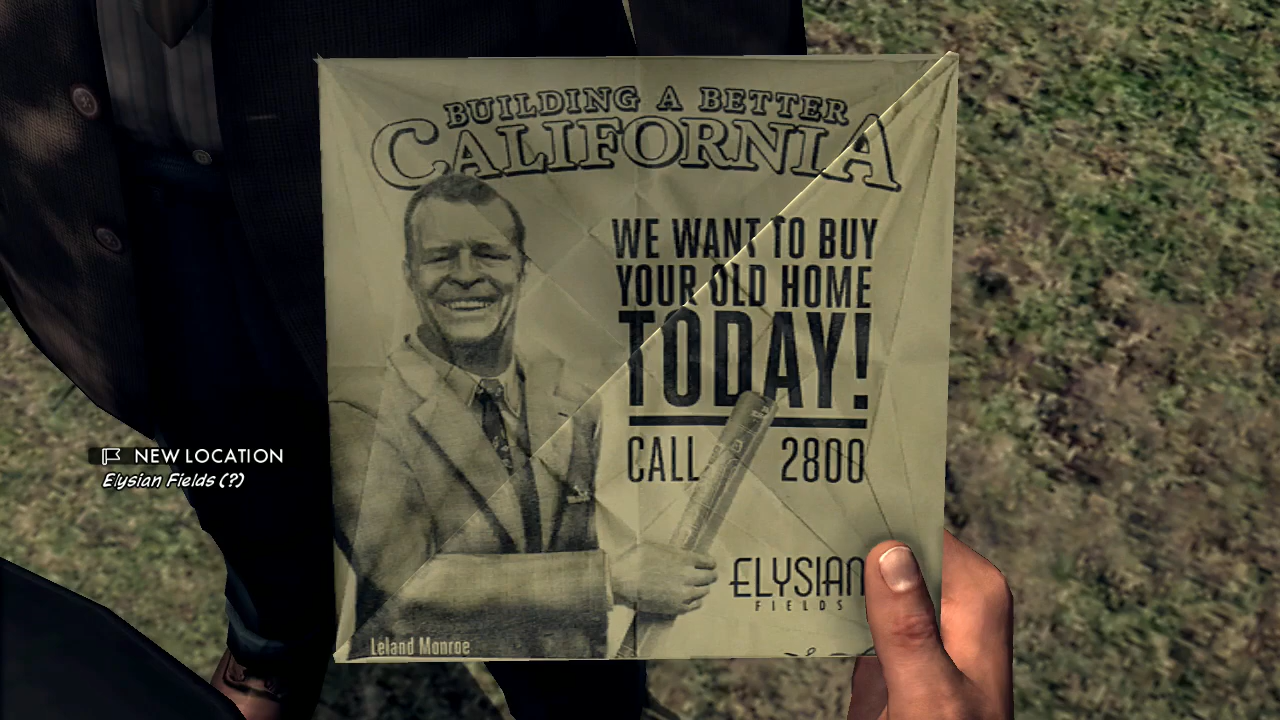 BUILDING A BETTER
CALIFORNIA
WE WANT TO BUY
YOUR OLD HOME
TODAY!
CALL 2800
ELYSIAN
FIELDS
Leland Monroe
NEW LOCATION
Elysian Fields (?)